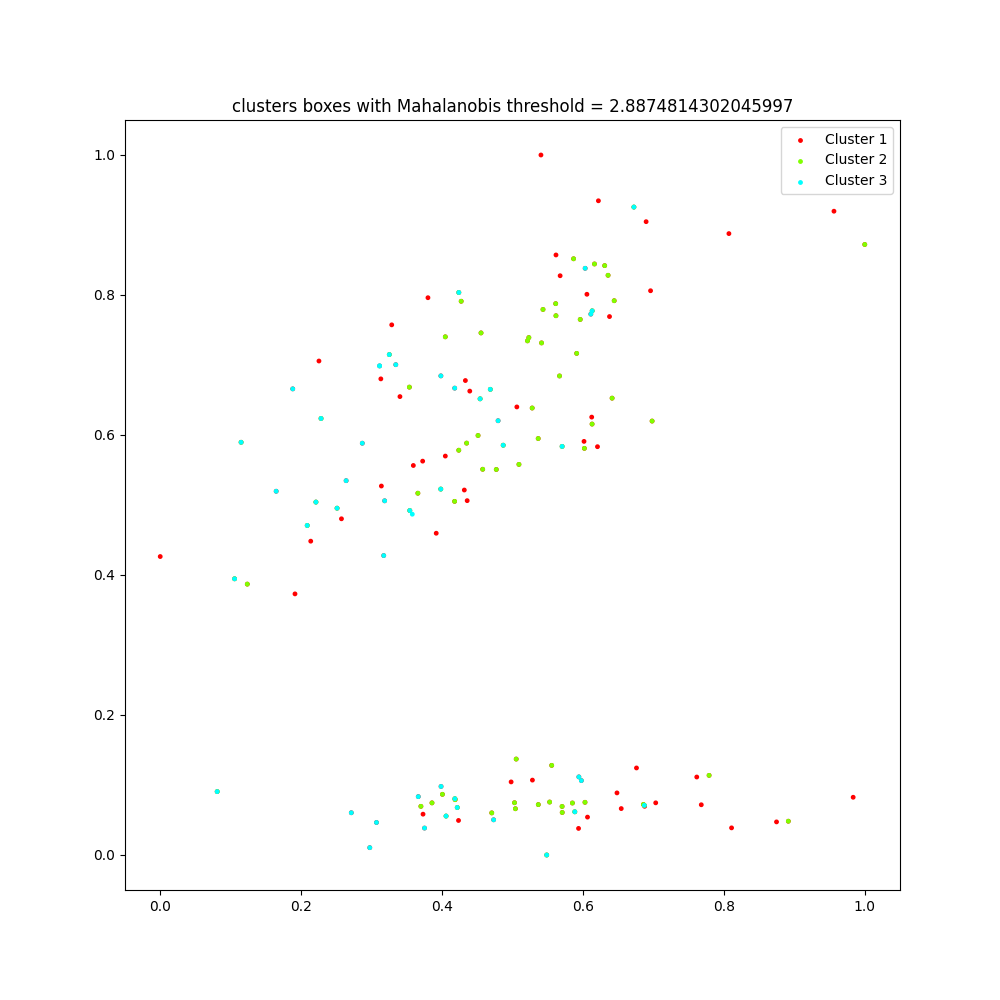 clusters boxes with Mahalanobis threshold = 2.8874814302045997
Cluster 1
Cluster 2
Cluster 3
1.0
0.8
0.6
0.4
0.2
0.0
0.0 0.2 0.4 0.6 0.8 1.0